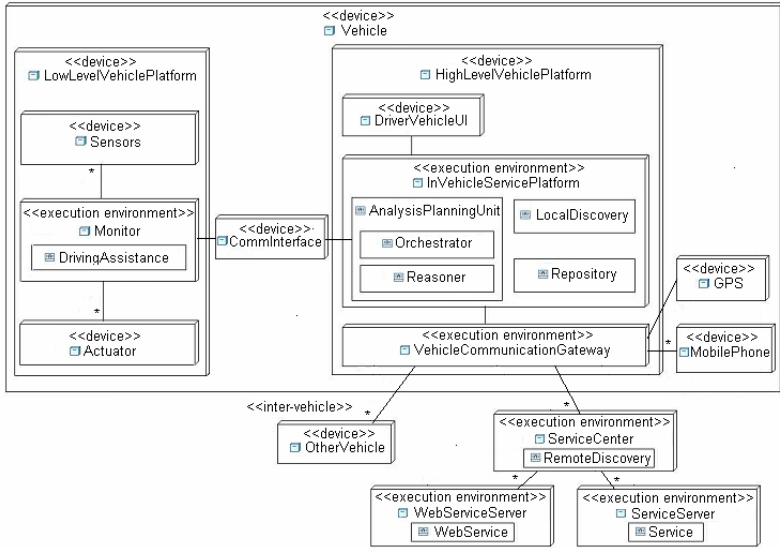 <<device>>
Vehicle
<<device>>
LowLevelVehiclePlatform
<<device>>
Sensors
*
<<execution environment>>
Monitor
DrivingAssistance
*
<<device>>
Actuator
<<device>>
CommInterface
<<device>>
HighLevelVehiclePlatform
<<device>>
DriverVehicleUI
<<execution environment>>
InVehicleServicePlatform
AnalysisPlanningUnit
Orchestrator
Reasoner
LocalDiscovery
Repository
<<execution environment>>
VehicleCommunicationGateway
<<device>>
GPS
*
<<device>>
MobilePhone
<<inter-vehicle>>
*
<<device>>
OtherVehicle
*
<<execution environment>>
ServiceCenter
RemoteDiscovery
*
*
<<execution environment>>
WebServiceServer
WebService
<<execution environment>>
ServiceServer
Service